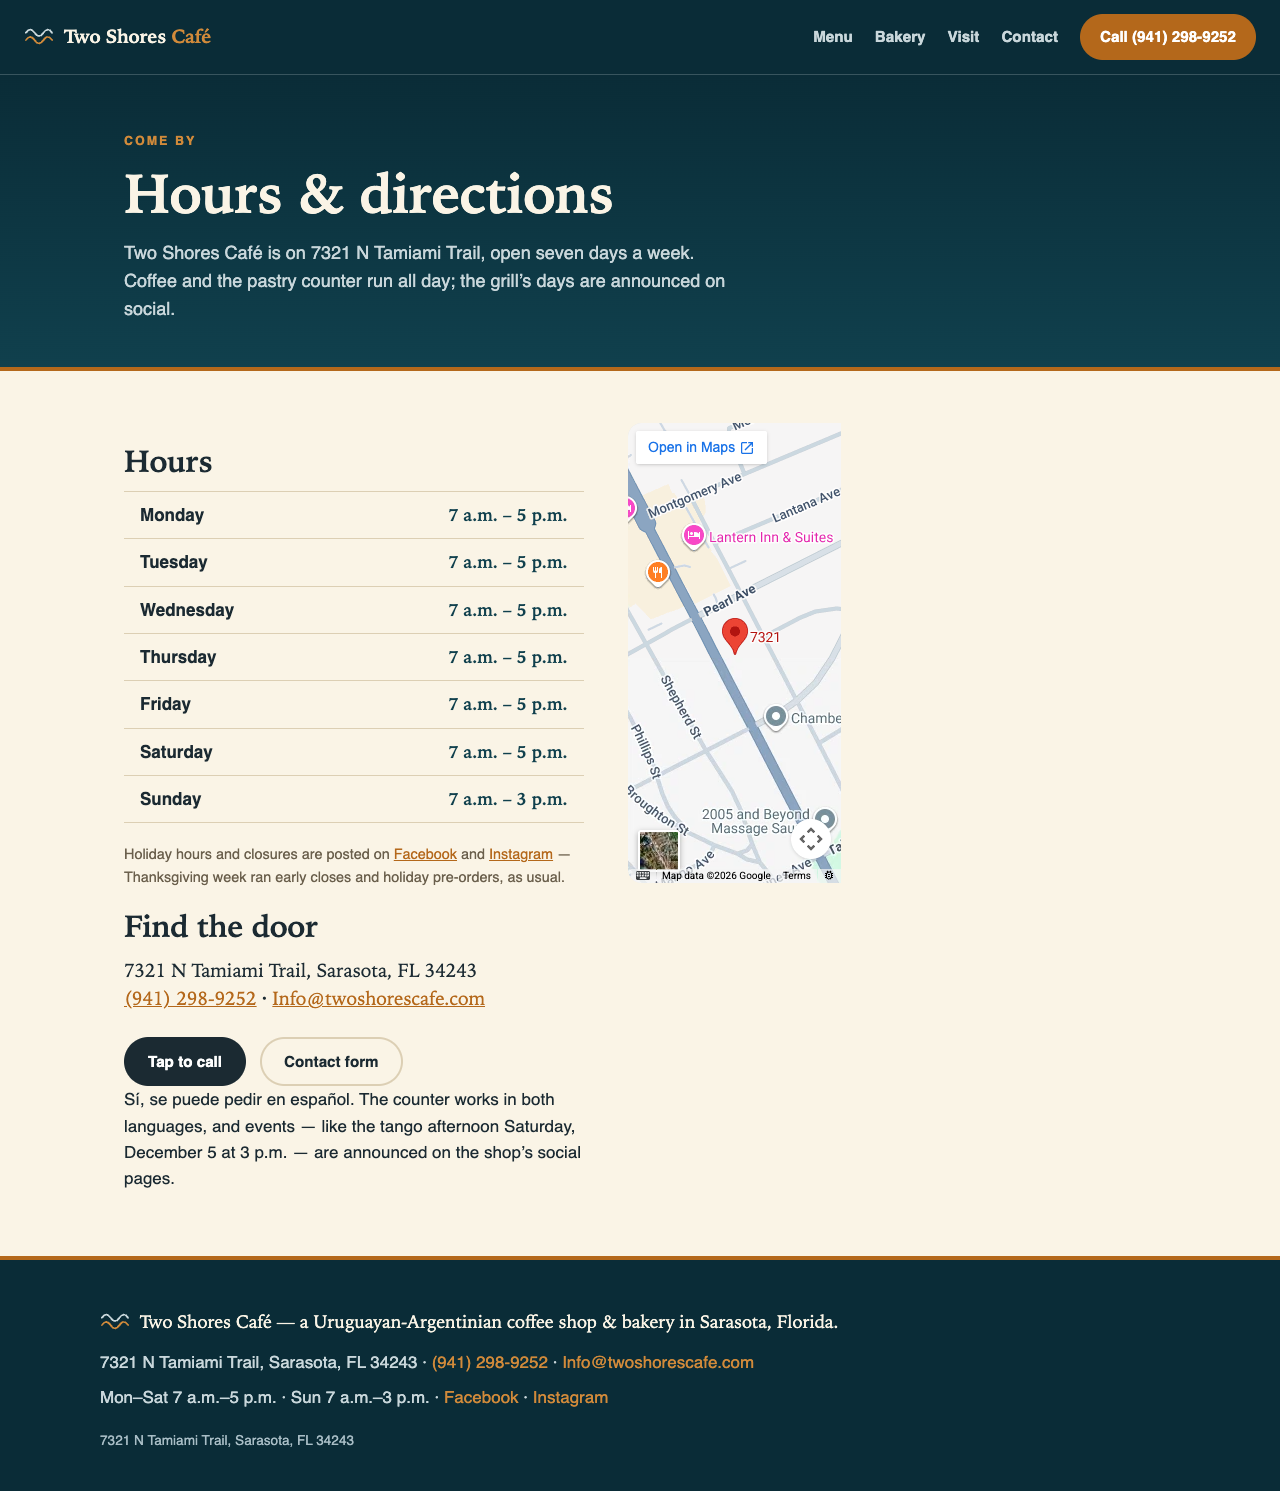 Two Shores Café
Menu
Bakery
Visit
Contact
Call (941) 298-9252
COME BY
Hours & directions
Two Shores Café is on 7321 N Tamiami Trail, open seven days a week.
Coffee and the pastry counter run all day; the grill's days are announced on
social.
Hours
Monday 7 a.m. – 5 p.m.
Tuesday 7 a.m. – 5 p.m.
Wednesday 7 a.m. – 5 p.m.
Thursday 7 a.m. – 5 p.m.
Friday 7 a.m. – 5 p.m.
Saturday 7 a.m. – 5 p.m.
Sunday 7 a.m. – 3 p.m.
Holiday hours and closures are posted on Facebook and Instagram —
Thanksgiving week ran early closes and holiday pre-orders, as usual.
Find the door
7321 N Tamiami Trail, Sarasota, FL 34243
(941) 298-9252 · Info@twoshorescafe.com
Tap to call
Contact form
Sí, se puede pedir en español. The counter works in both
languages, and events — like the tango afternoon Saturday,
December 5 at 3 p.m. — are announced on the shop's social
pages.
Open in Maps
Montgomery Ave
Lantana Ave
Lantern Inn & Suites
Pearl Ave
7321
Shepherd St
Chambe
Phillips St
Broughton St
2005 and Beyond
Massage Sau
Ave
Map data ©2026 Google
Terms
Two Shores Café — a Uruguayan-Argentinian coffee shop & bakery in Sarasota, Florida.
7321 N Tamiami Trail, Sarasota, FL 34243 · (941) 298-9252 · Info@twoshorescafe.com
Mon–Sat 7 a.m.–5 p.m. · Sun 7 a.m.–3 p.m. · Facebook · Instagram
7321 N Tamiami Trail, Sarasota, FL 34243